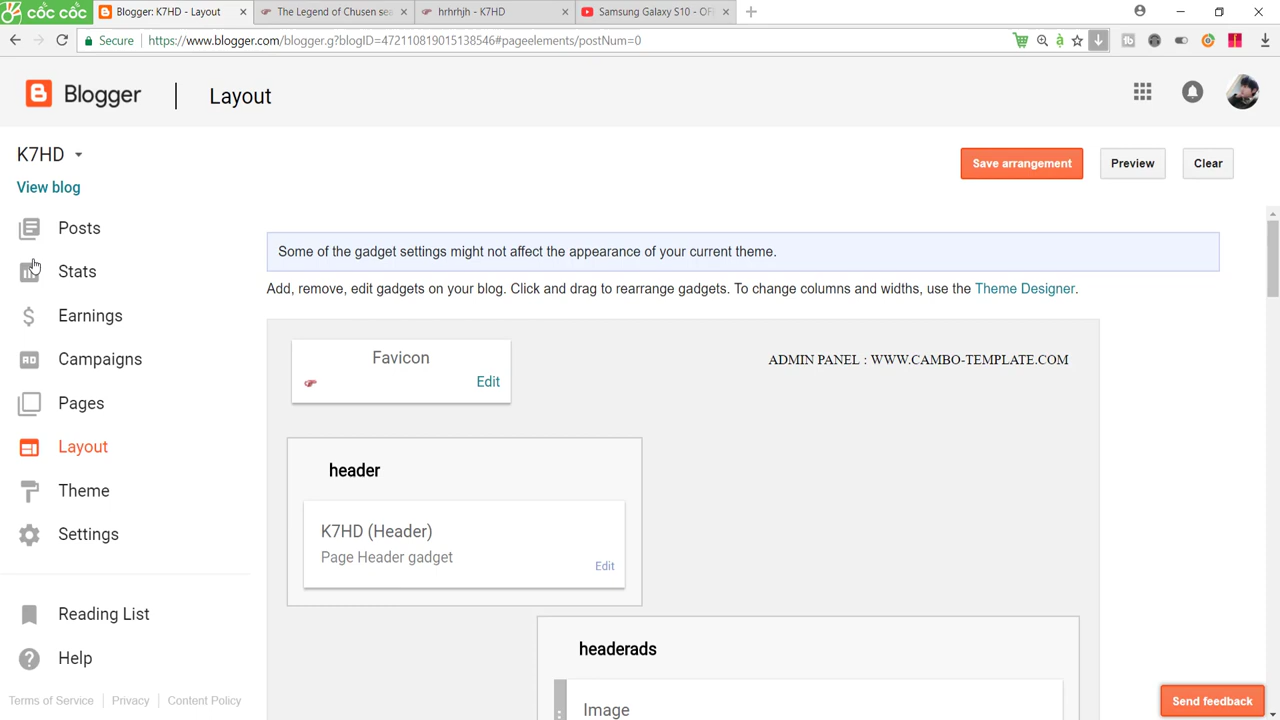 cốc cốc
Blogger: K7HD - Layout
The Legend of Chusen sea
hrhrhr in K7HD
Samsung Galaxy S10 - OF
Secure
https://www.blogger.com/blogger.g?blogID=472110819015138546#pageelements/postNum=0
Blogger
Layout
K7HD
Save arrangement
Preview
Clear
View blog
Posts
Stats
Earnings
Campaigns
Pages
Layout
Theme
Settings
Reading List
Help
Terms of Service
Privacy
Content Policy
Some of the gadget settings might not affect the appearance of your current theme.
Add, remove, edit gadgets on your blog. Click and drag to rearrange gadgets. To change columns and widths, use the Theme Designer.
Favicon
Edit
ADMIN PANEL : WWW.CAMBO-TEMPLATE.COM
header
K7HD (Header)
Page Header gadget
Edit
headerads
Image
Send feedback